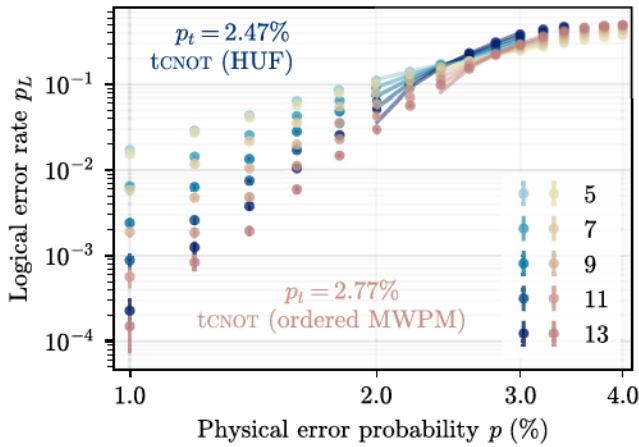 p_t = 2.47%
tCNOT (HUF)
10^{-1}
10^{-2}
10^{-3}
10^{-4}
Logical error rate p_L
5
7
9
11
13
p_t = 2.77%
tCNOT (ordered MWPM)
1.0 2.0 3.0 4.0
Physical error probability p (%)